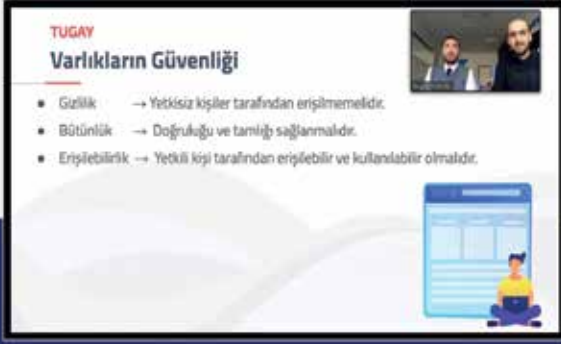 TUGAY
Varlıkların Güvenliği
• Gizlilik → Yetkisiz kişiler tarafından erişilmemelidir.
• Bütünlük → Doğruluğu ve tamlığı sağlanmalıdır.
• Erişilebilirlik → Yetkili kişi tarafından erişilebilir ve kullanılabilir olmalıdır.